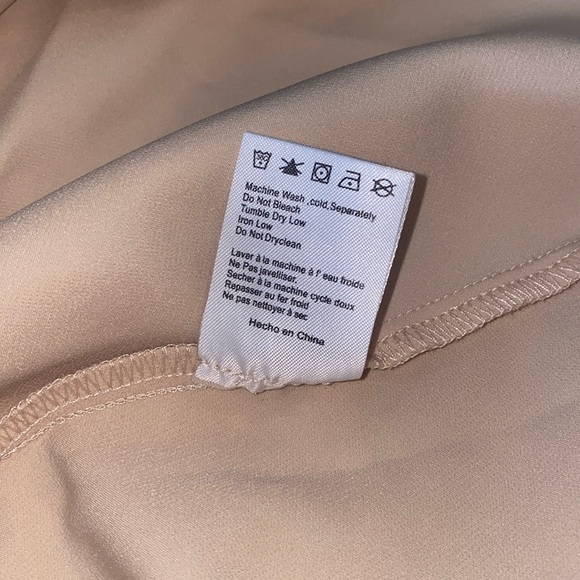 30C
Machine Wash ,cold,Separately
Do Not Bleach
Tumble Dry Low
Iron Low
Do Not Dryclean
Laver à la machine à l' eau froide
Ne Pas javeliser.
Secher à la machine cycle doux
Repasser au fer froid
Ne pas nettoyer à sec
Hecho en China